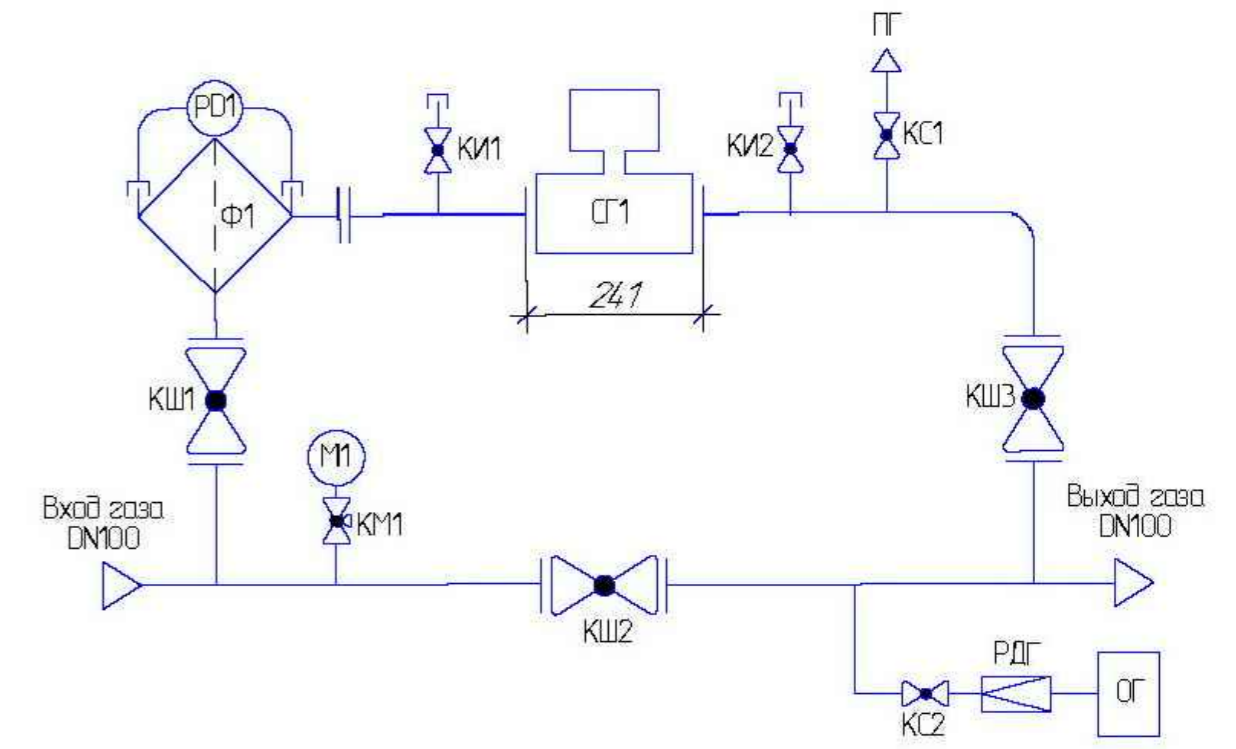 ПГ
PD1
КИ1
КИ2
КС1
Ф1
СГ1
241
КШ1
КШ3
М1
Вход газа
DN100
КМ1
Выход газа
DN100
КШ2
РДГ
ОГ
КС2